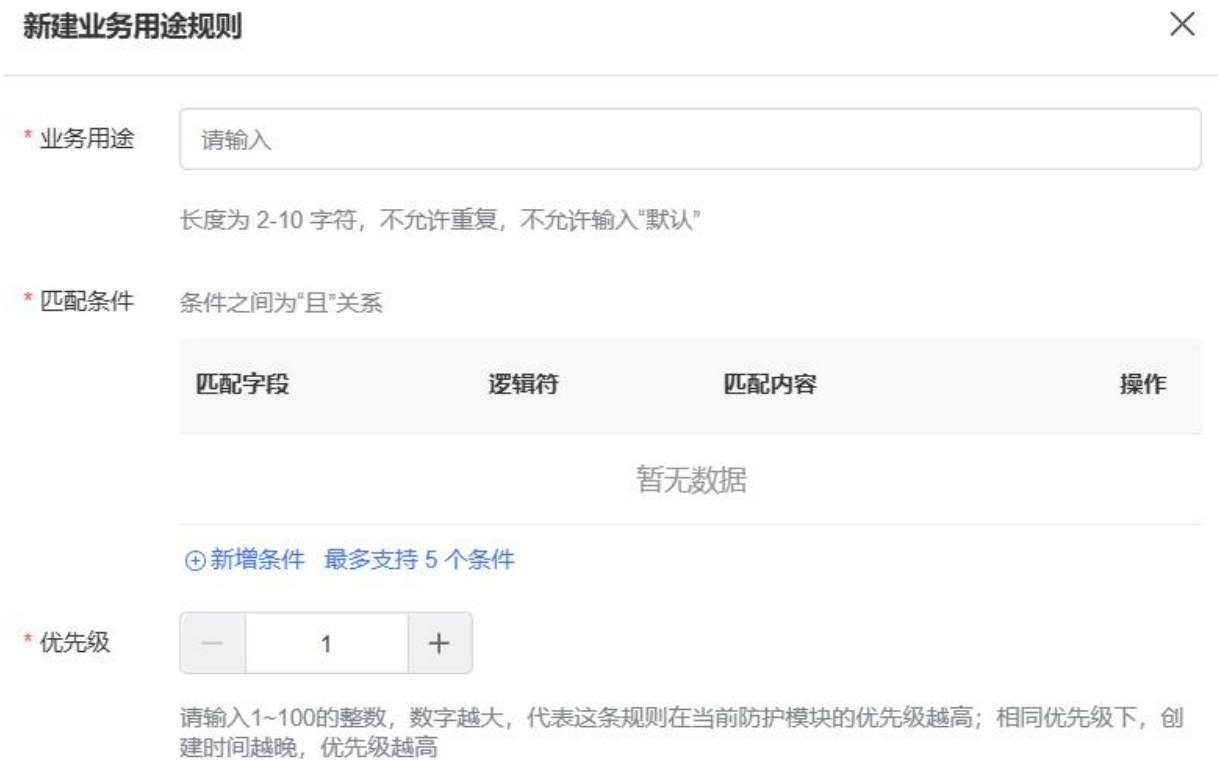 新建业务用途规则
* 业务用途 请输入
长度为 2-10 字符，不允许重复，不允许输入“默认”
* 匹配条件 条件之间为“且”关系
匹配字段 逻辑符 匹配内容 操作
暂无数据
新增条件 最多支持 5 个条件
* 优先级 — 1 +
请输入1~100的整数，数字越大，代表这条规则在当前防护模块的优先级越高；相同优先级下，创
建时间越晚，优先级越高